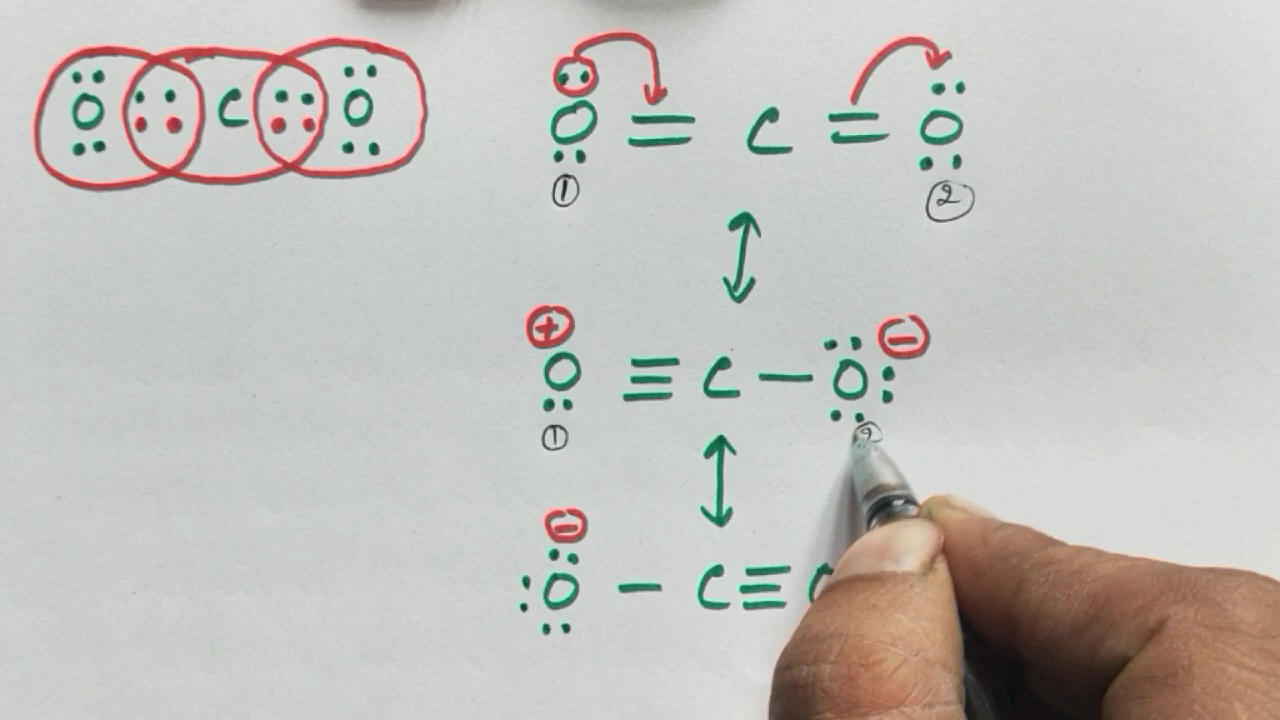 O :: C :: O
O = C = O
① ②
⊕ ⊖
O ≡ C − O
① ②
⊖
O − C ≡